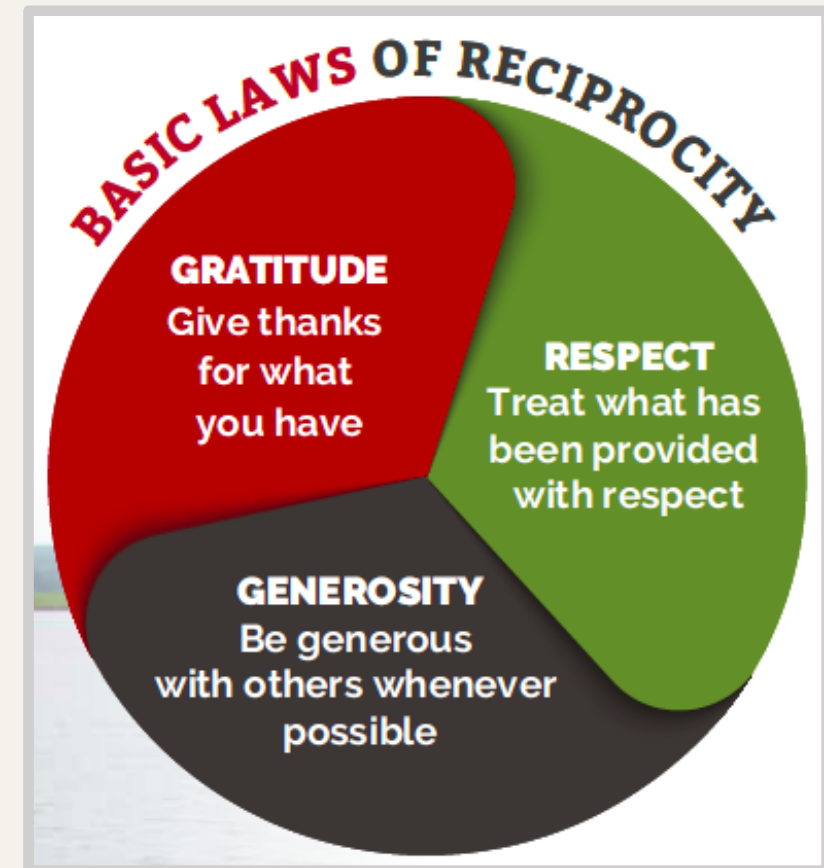 BASIC LAWS OF RECIPROCITY
GRATITUDE
Give thanks
for what
you have
RESPECT
Treat what has
been provided
with respect
GENEROSITY
Be generous
with others whenever
possible